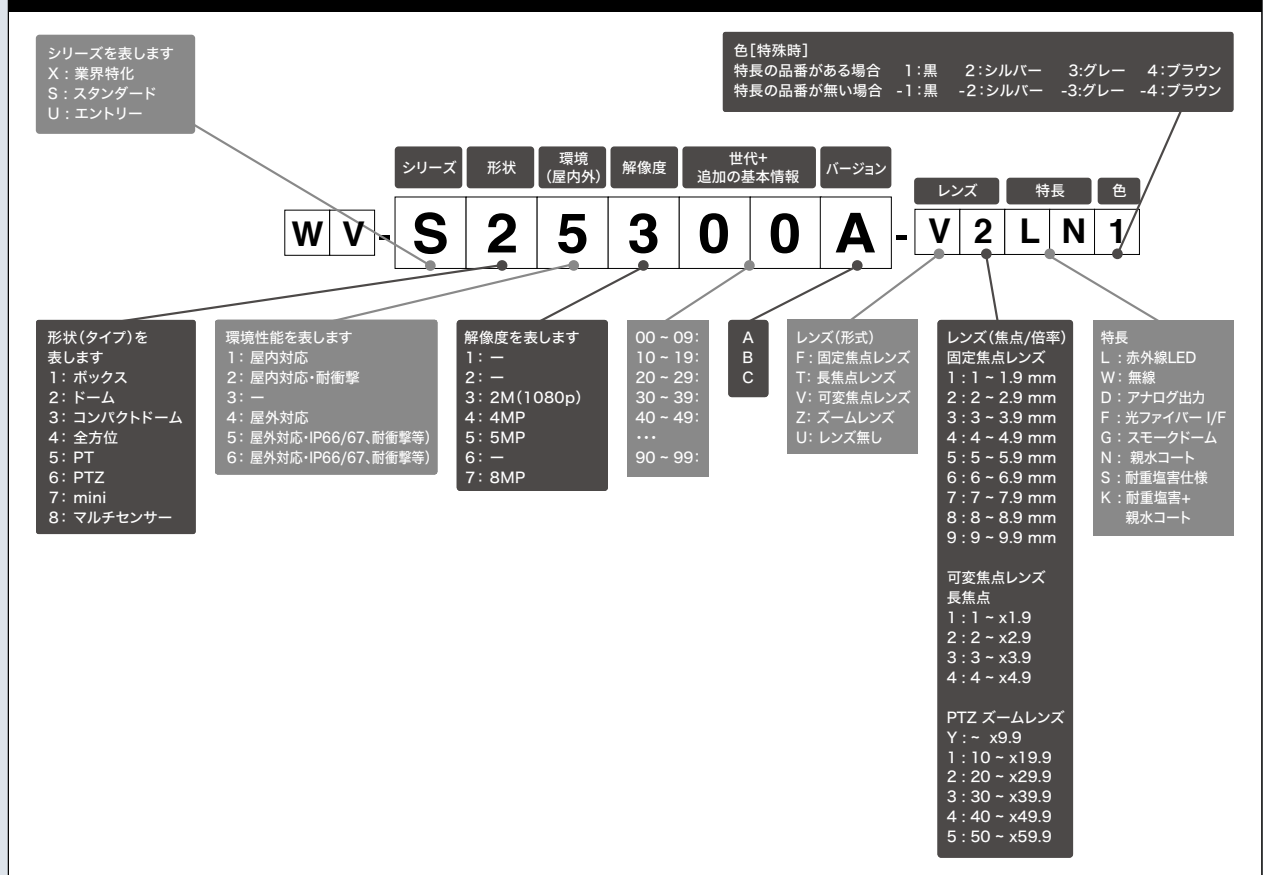 シリーズを表します
X : 業界特化
S : スタンダード
U : エントリー
色[特殊時]
特長の品番がある場合 1:黒 2:シルバー 3:グレー 4:ブラウン
特長の品番が無い場合 -1:黒 -2:シルバー -3:グレー -4:ブラウン
シリーズ 形状 環境(屋内外) 解像度 世代+追加の基本情報 バージョン
レンズ 特長 色
W V - S 2 5 3 0 0 A - V 2 L N 1
形状(タイプ)を
表します
1: ボックス
2: ドーム
3: コンパクトドーム
4: 全方位
5: PT
6: PTZ
7: mini
8: マルチセンサー
環境性能を表します
1: 屋内対応
2: 屋内対応・耐衝撃
3: ー
4: 屋外対応
5: 屋外対応・IP66/67、耐衝撃等)
6: 屋外対応・IP66/67、耐衝撃等)
解像度を表します
1: ー
2: ー
3: 2M(1080p)
4: 4MP
5: 5MP
6: ー
7: 8MP
00 ~ 09:
10 ~ 19:
20 ~ 29:
30 ~ 39:
40 ~ 49:
･･･
90 ~ 99:
A
B
C
レンズ(形式)
F : 固定焦点レンズ
T: 長焦点レンズ
V: 可変焦点レンズ
Z: ズームレンズ
U: レンズ無し
レンズ(焦点/倍率)
固定焦点レンズ
1 : 1 ~ 1.9 mm
2 : 2 ~ 2.9 mm
3 : 3 ~ 3.9 mm
4 : 4 ~ 4.9 mm
5 : 5 ~ 5.9 mm
6 : 6 ~ 6.9 mm
7 : 7 ~ 7.9 mm
8 : 8 ~ 8.9 mm
9 : 9 ~ 9.9 mm
可変焦点レンズ
長焦点
1 : 1 ~ x1.9
2 : 2 ~ x2.9
3 : 3 ~ x3.9
4 : 4 ~ x4.9
PTZ ズームレンズ
Y : ~ x9.9
1 : 10 ~ x19.9
2 : 20 ~ x29.9
3 : 30 ~ x39.9
4 : 40 ~ x49.9
5 : 50 ~ x59.9
特長
L : 赤外線LED
W: 無線
D : アナログ出力
F : 光ファイバー I/F
G : スモークドーム
N : 親水コート
S : 耐重塩害仕様
K : 耐重塩害+
親水コート